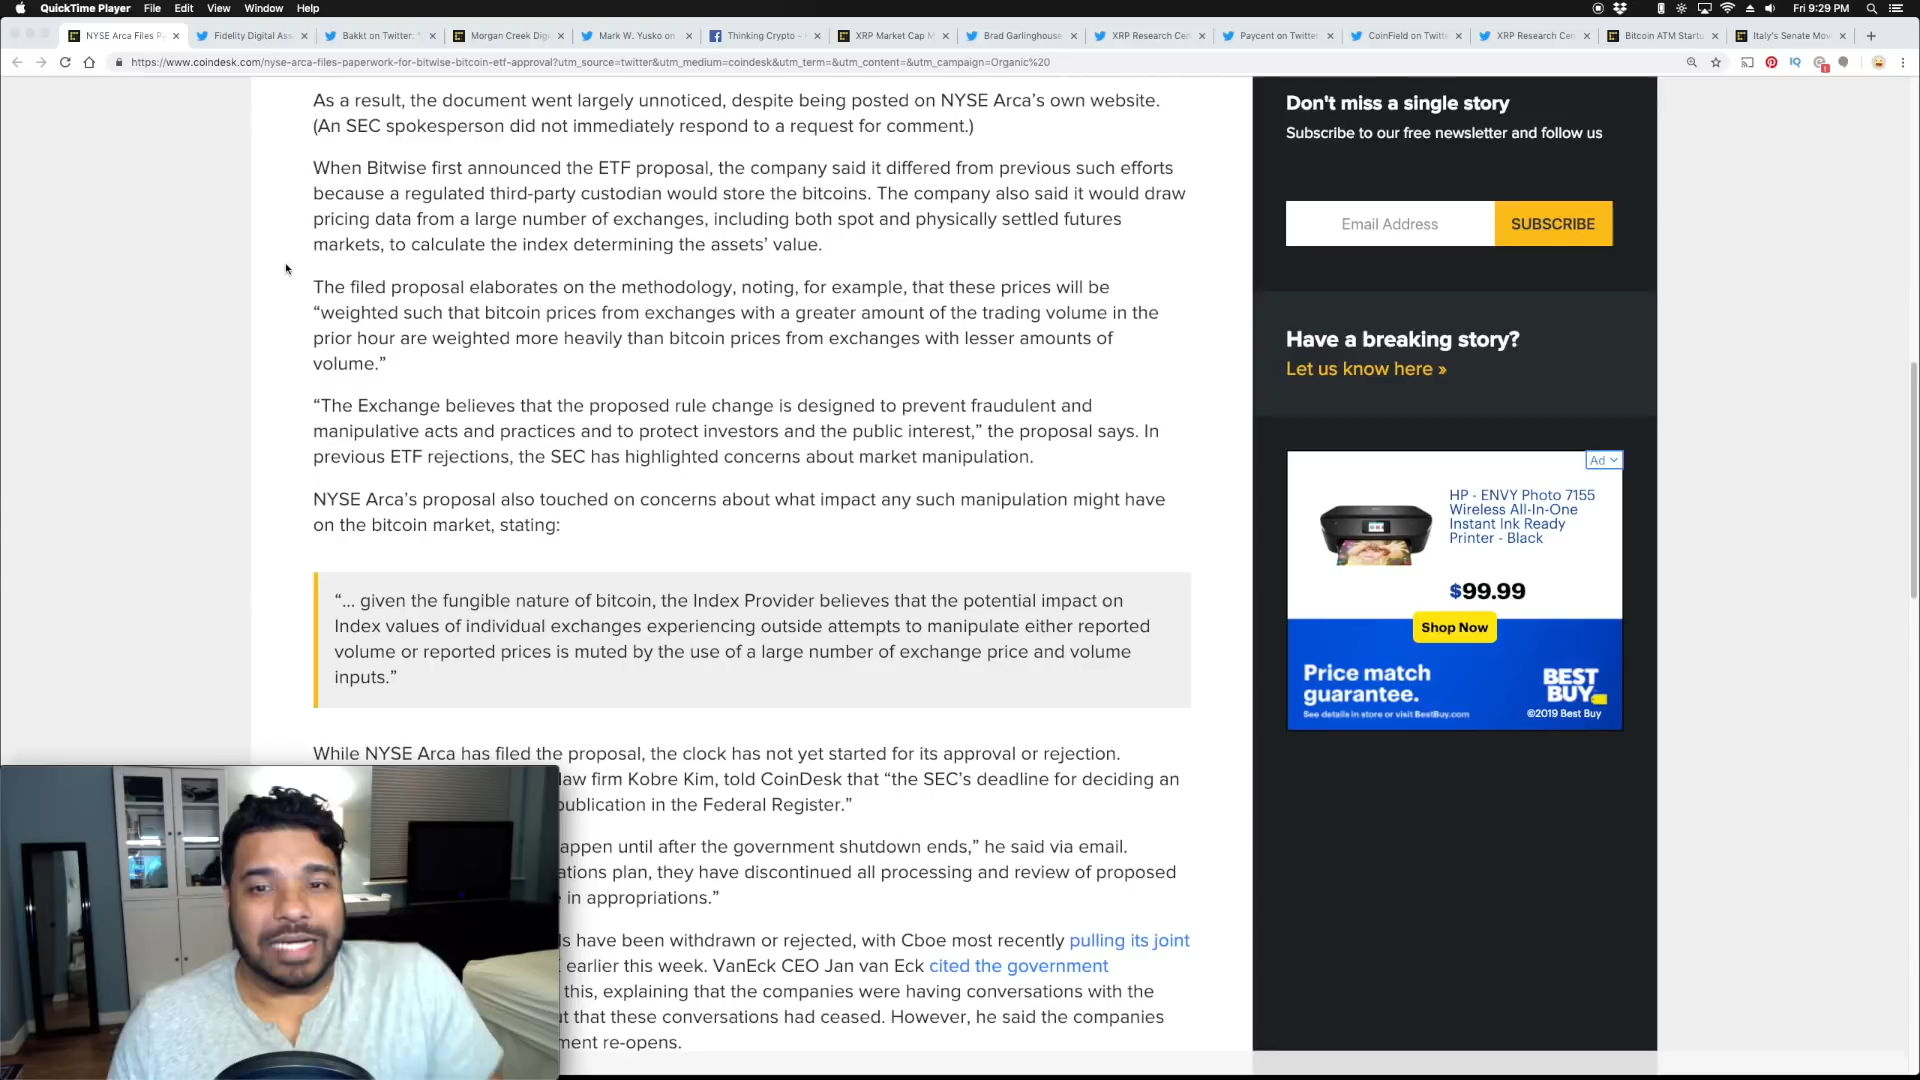 QuickTime Player File Edit View Window Help
Fri 9:29 PM
NYSE Arca Files P
Fidelity Digital Ass
Bakkt on Twitter: "
Morgan Creek Digi
Mark W. Yusko on
Thinking Crypto -
XRP Market Cap M
Brad Garlinghouse
XRP Research Cen
Paycent on Twitter
CoinField on Twitte
XRP Research Cen
Bitcoin ATM Startu
Italy's Senate Mov
https://www.coindesk.com/nyse-arca-files-paperwork-for-bitwise-bitcoin-etf-approval?utm_source=twitter&utm_medium=coindesk&utm_term=&utm_content=&utm_campaign=Organic%20
As a result, the document went largely unnoticed, despite being posted on NYSE Arca's own website.
(An SEC spokesperson did not immediately respond to a request for comment.)
When Bitwise first announced the ETF proposal, the company said it differed from previous such efforts
because a regulated third-party custodian would store the bitcoins. The company also said it would draw
pricing data from a large number of exchanges, including both spot and physically settled futures
markets, to calculate the index determining the assets' value.
The filed proposal elaborates on the methodology, noting, for example, that these prices will be
“weighted such that bitcoin prices from exchanges with a greater amount of the trading volume in the
prior hour are weighted more heavily than bitcoin prices from exchanges with lesser amounts of
volume.”
“The Exchange believes that the proposed rule change is designed to prevent fraudulent and
manipulative acts and practices and to protect investors and the public interest,” the proposal says. In
previous ETF rejections, the SEC has highlighted concerns about market manipulation.
NYSE Arca's proposal also touched on concerns about what impact any such manipulation might have
on the bitcoin market, stating:
“... given the fungible nature of bitcoin, the Index Provider believes that the potential impact on
Index values of individual exchanges experiencing outside attempts to manipulate either reported
volume or reported prices is muted by the use of a large number of exchange price and volume
inputs.”
While NYSE Arca has filed the proposal, the clock has not yet started for its approval or rejection.
law firm Kobre Kim, told CoinDesk that “the SEC's deadline for deciding an
publication in the Federal Register.”
appen until after the government shutdown ends,” he said via email.
ations plan, they have discontinued all processing and review of proposed
in appropriations.”
ls have been withdrawn or rejected, with Cboe most recently pulling its joint
earlier this week. VanEck CEO Jan van Eck cited the government
this, explaining that the companies were having conversations with the
t that these conversations had ceased. However, he said the companies
ment re-opens.
Don't miss a single story
Subscribe to our free newsletter and follow us
Email Address
SUBSCRIBE
Have a breaking story?
Let us know here »
Ad
HP - ENVY Photo 7155
Wireless All-In-One
Instant Ink Ready
Printer - Black
$99.99
Shop Now
Price match
guarantee.
See details in store or visit BestBuy.com
BEST
BUY
©2019 Best Buy